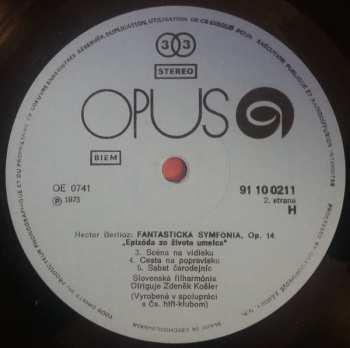 33
STEREO
OPUS
BIEM
OE 0741
℗ 1973
91 10 0211
2. strana
H
Hector Berlioz: FANTASTICKÁ SYMFÓNIA, Op. 14
„Epizóda zo života umelca"
3. Scéna na vidieku
4. Cesta na popravisko
5. Sabat čarodejníc
Slovenská filharmónia
Diriguje Zdeněk Košler
(Vyrobená v spolupráci
s Čs. hifi-klubom)